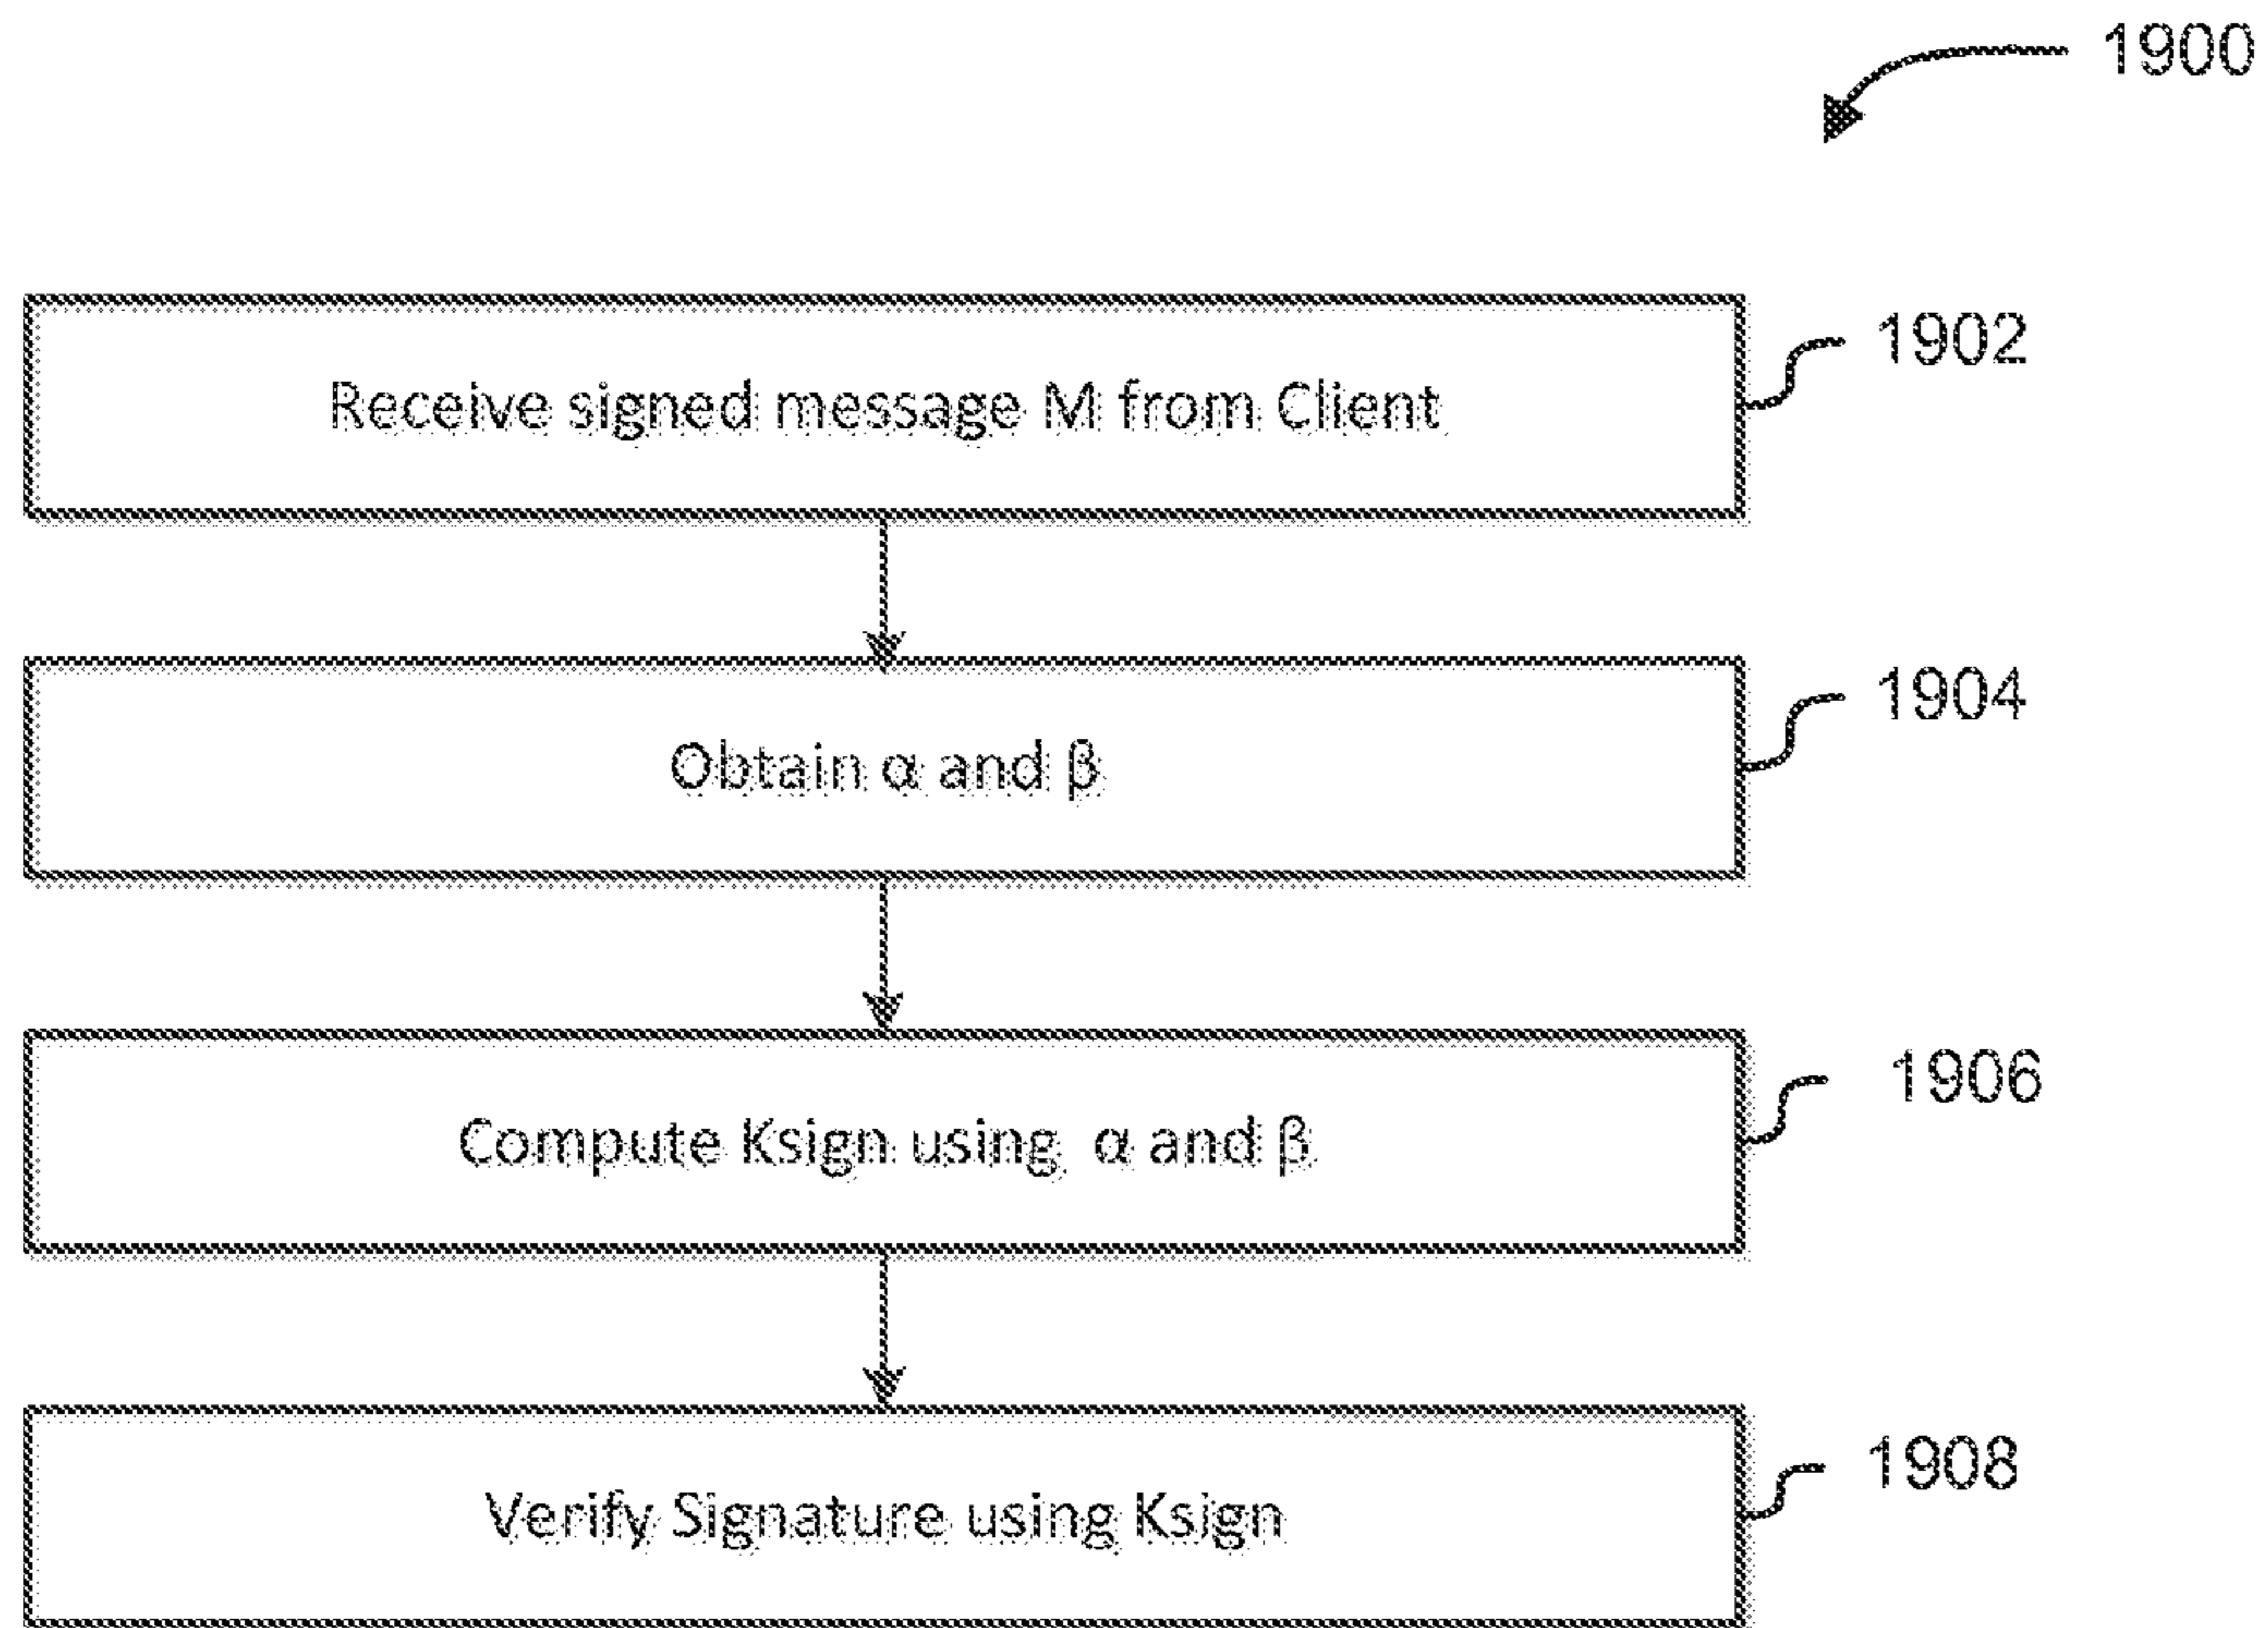 1900
Receive signed message M from Client
1902
Obtain α and β
1904
Compute Ksign using α and β
1906
Verify Signature using Ksign
1908